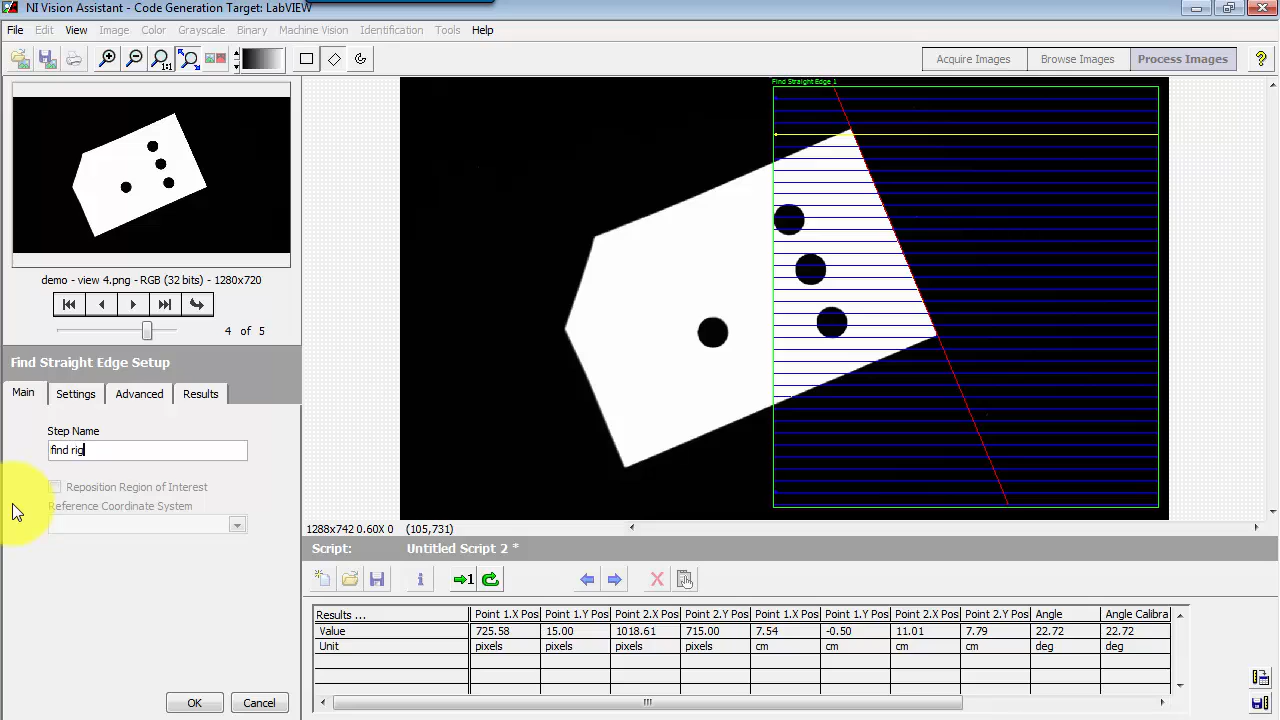 NI Vision Assistant - Code Generation Target: LabVIEW
File Edit View Image Color Grayscale Binary Machine Vision Identification Tools Help
1:1
Acquire Images Browse Images Process Images ?
Find Straight Edge 1
demo - view 4.png - RGB (32 bits) - 1280x720
4 of 5
Find Straight Edge Setup
Main Settings Advanced Results
Step Name
find rig
Reposition Region of Interest
Reference Coordinate System
OK Cancel
1288x742 0.60X 0 (105,731)
Script: Untitled Script 2 *
i 1 X
Results ... Point 1.X Pos Point 1.Y Pos Point 2.X Pos Point 2.Y Pos Point 1.X Pos Point 1.Y Pos Point 2.X Pos Point 2.Y Pos Angle Angle Calibra
Value 725.58 15.00 1018.61 715.00 7.54 -0.50 11.01 7.79 22.72 22.72
Unit pixels pixels pixels pixels cm cm cm cm deg deg